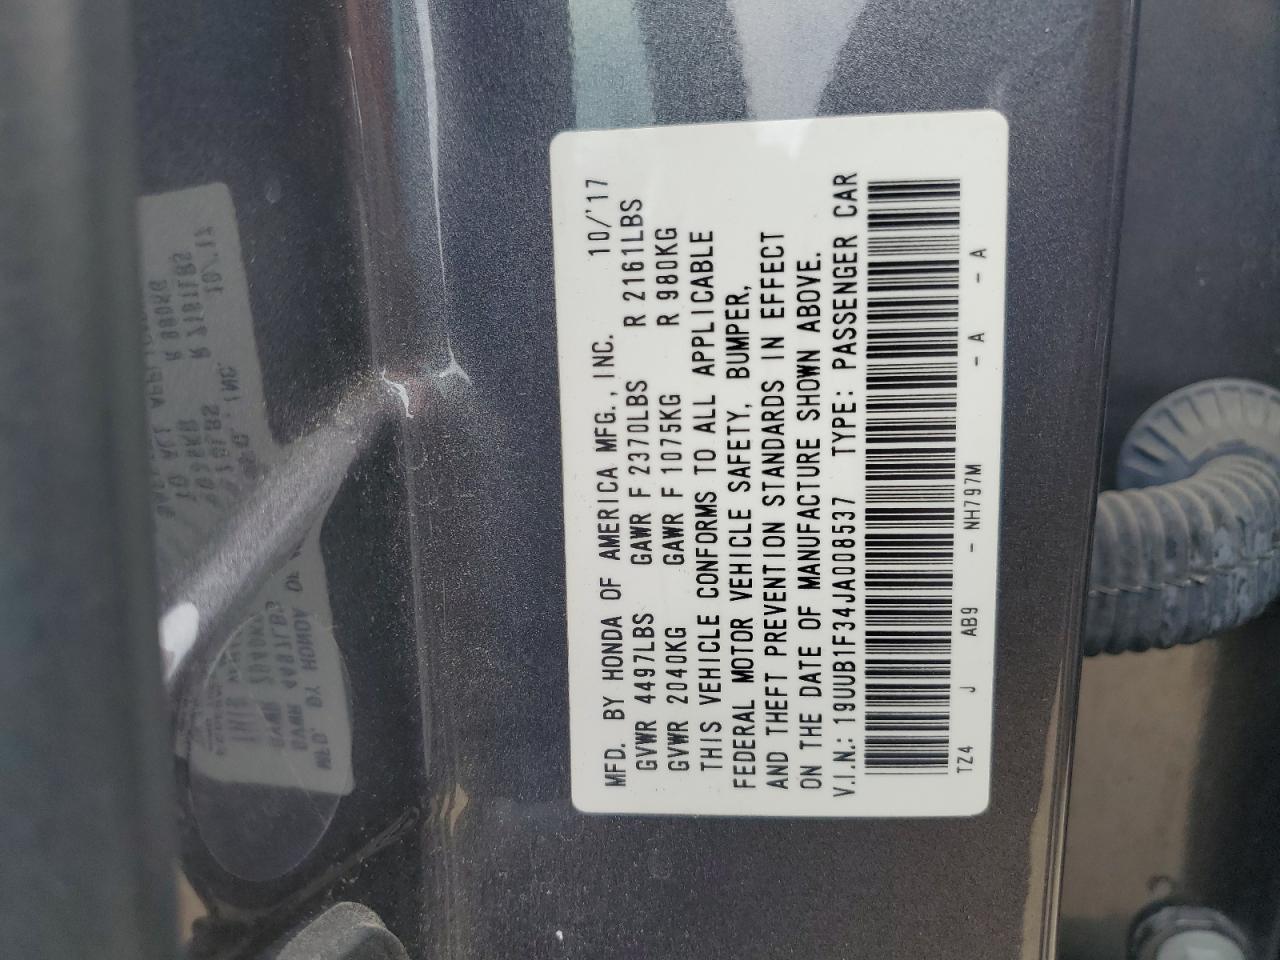 MFD. BY HONDA OF AMERICA MFG., INC. 10/'17
GVWR 4497LBS GAWR F 2370LBS R 2161LBS
GVWR 2040KG GAWR F 1075KG R 980KG
THIS VEHICLE CONFORMS TO ALL APPLICABLE
FEDERAL MOTOR VEHICLE SAFETY, BUMPER,
AND THEFT PREVENTION STANDARDS IN EFFECT
ON THE DATE OF MANUFACTURE SHOWN ABOVE.
V.I.N.: 19UUB1F34JA008537 TYPE: PASSENGER CAR
TZ4 J AB9 - NH797M - A - A